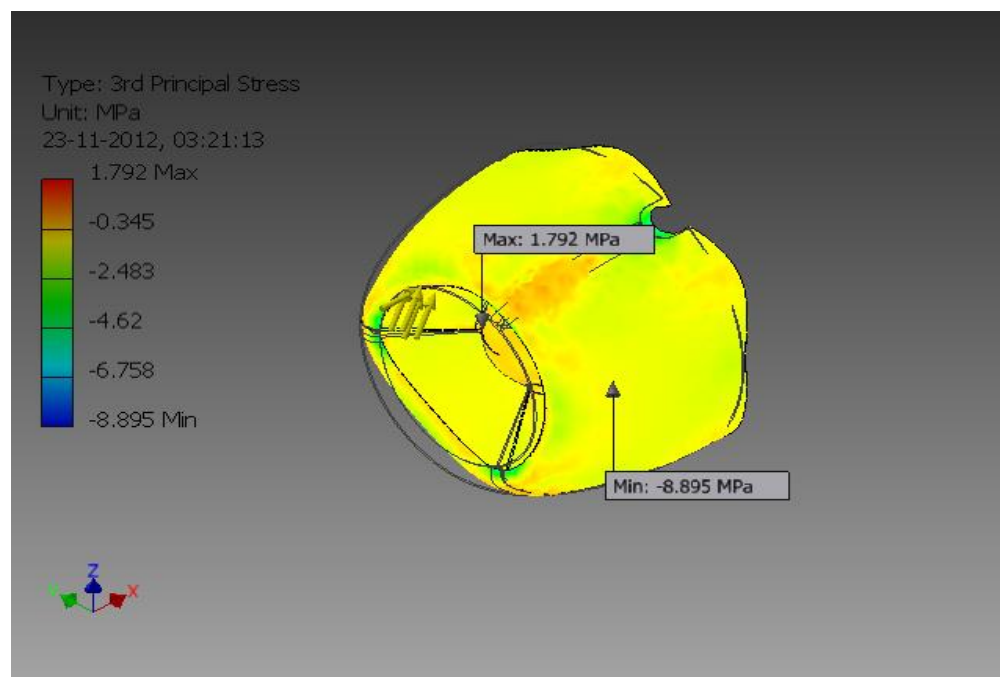 Type: 3rd Principal Stress
Unit: MPa
23-11-2012, 03:21:13
1.792 Max
-0.345
-2.483
-4.62
-6.758
-8.895 Min
Max: 1.792 MPa
Min: -8.895 MPa
Z
X